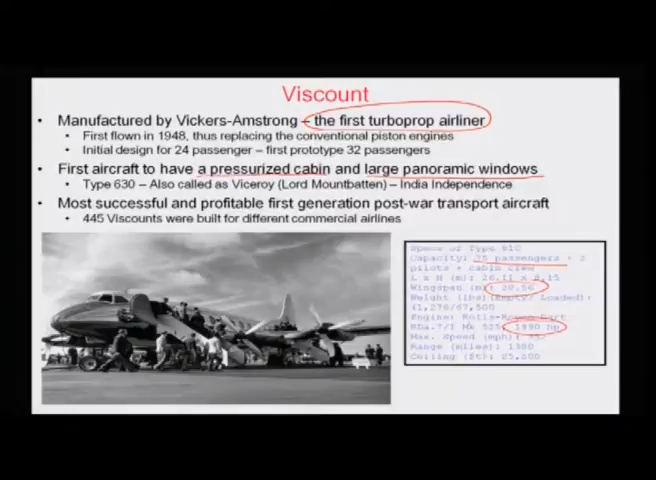 Viscount
• Manufactured by Vickers-Amstrong – the first turboprop airliner
• First flown in 1948, thus replacing the conventional piston engines
• Initial design for 24 passenger – first prototype 32 passengers
• First aircraft to have a pressurized cabin and large panoramic windows
• Type 630 – Also called as Viceroy (Lord Mountbatten) – India Independence
• Most successful and profitable first generation post-war transport aircraft
• 445 Viscounts were built for different commercial airlines
Specs of Type 81C
Capacity: 75 passengers + 2
pilots + cabin crew
L x H (m): 26.11 x 8.15
Wingspan (m): 28.56
Weight (lbs) (Empty/ Loaded):
41,276/67,500
Engine: Rolls-Royce Dart
RDa.7/1 Mk 525, 1990 hp
Max. Speed (mph):
Range (miles): 1380
Ceiling (ft): 25,000